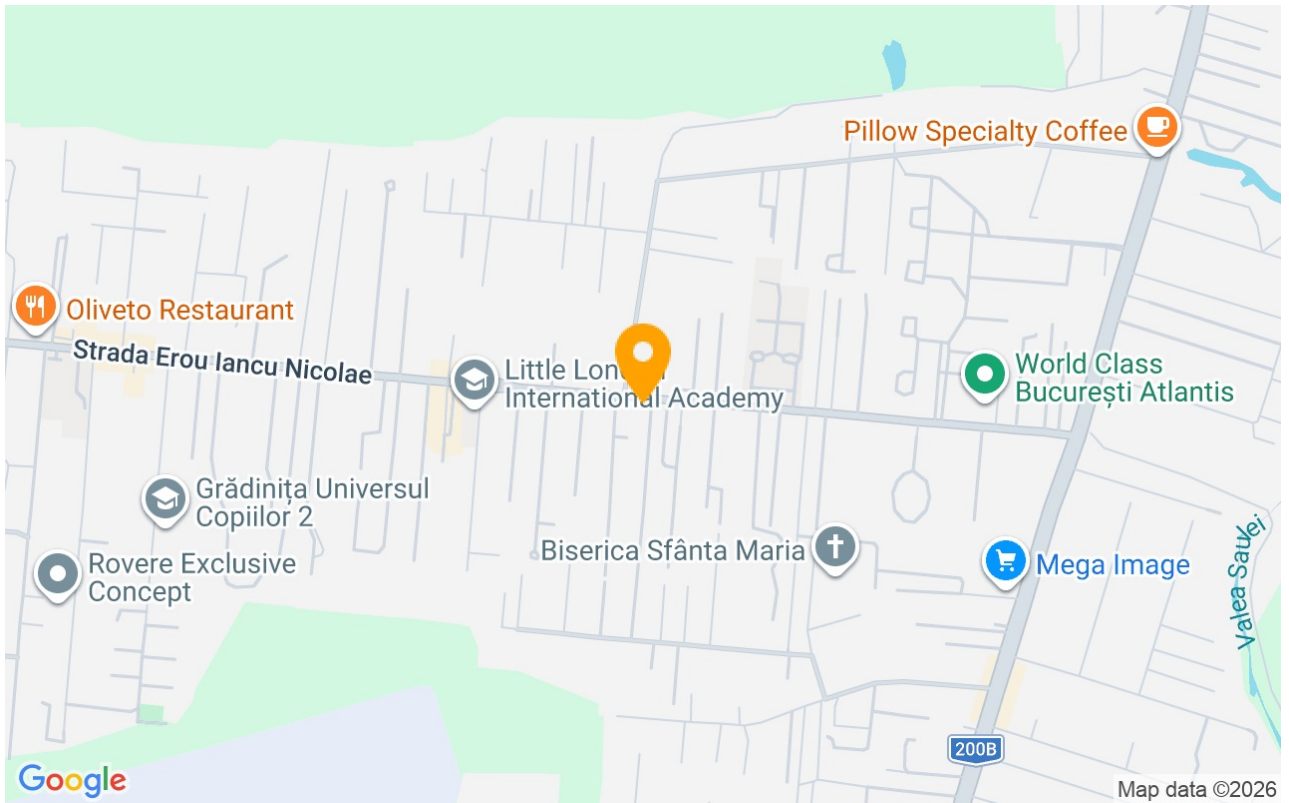 Pillow Specialty Coffee
Oliveto Restaurant
Strada Erou Iancu Nicolae
Little
International Academy
World Class
București Atlantis
Grădinița Universul
Copiilor 2
Biserica Sfânta Maria
Rovere Exclusive
Concept
Mega Image
Valea Saulei
200B
Google
Map data ©2026